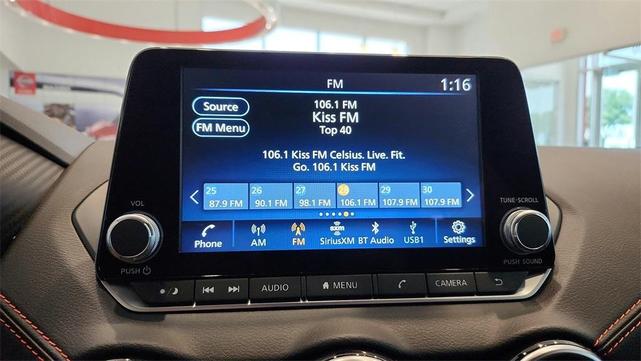 FM
1:16
Source
FM Menu
106.1 FM
Kiss FM
Top 40
106.1 Kiss FM Celsius. Live. Fit.
Go. 106.1 Kiss FM
25 26 27 28 29 30
87.9 FM 90.1 FM 98.1 FM 106.1 FM 107.9 FM 107.9 FM
sxm
Phone AM FM SiriusXM BT Audio USB1 Settings
VOL
TUNE·SCROLL
PUSH
PUSH SOUND
AUDIO MENU CAMERA